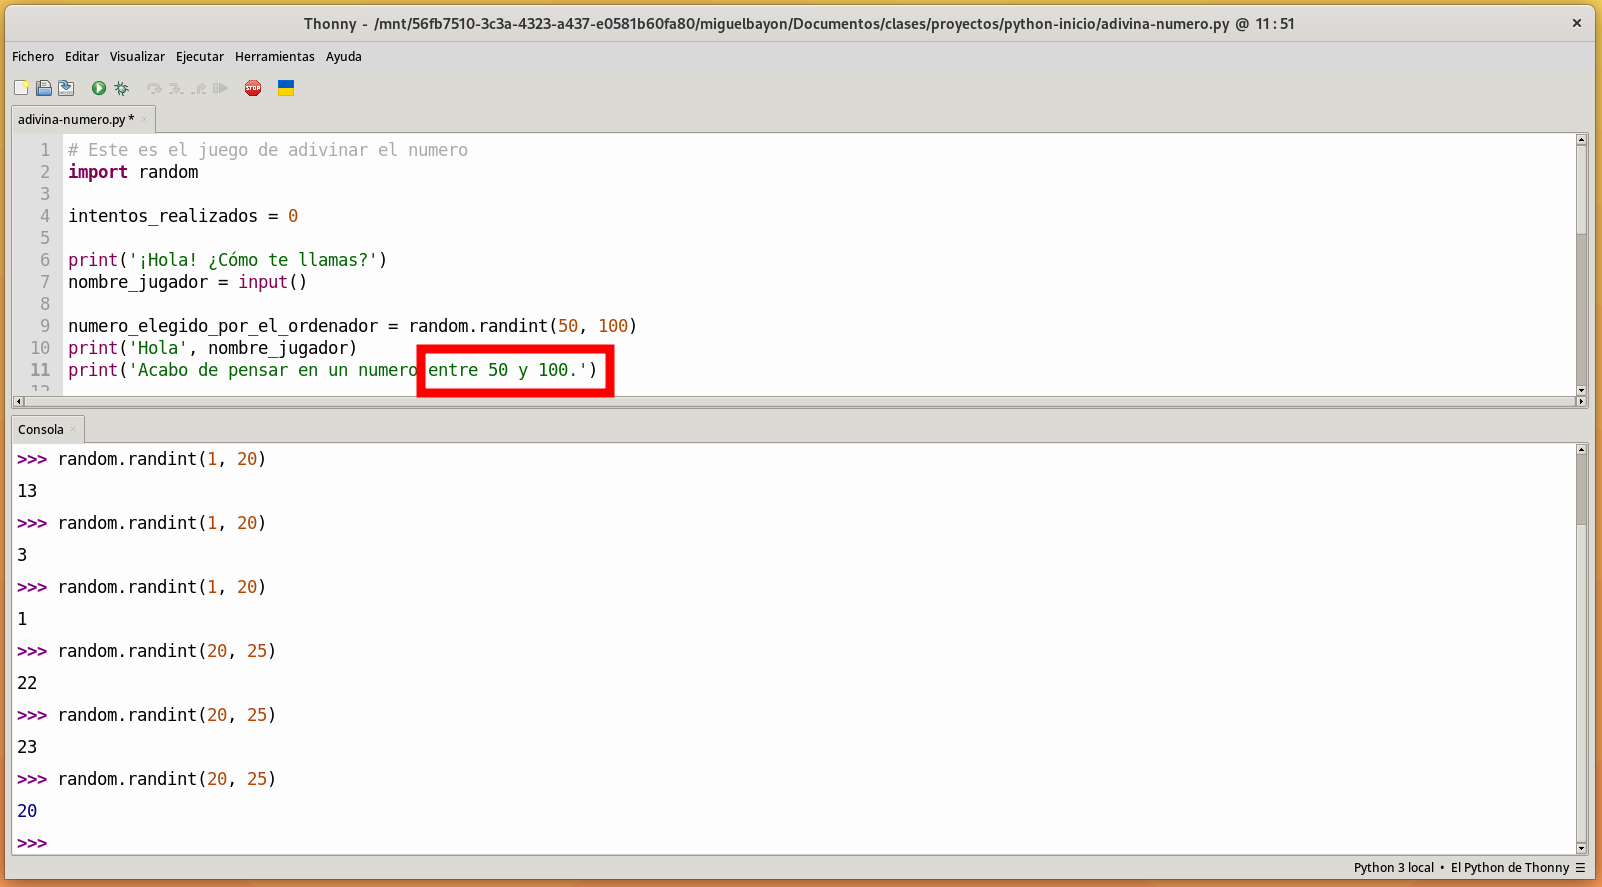 Thonny - /mnt/56fb7510-3c3a-4323-a437-e0581b60fa80/miguelbayon/Documentos/clases/proyectos/python-inicio/adivina-numero.py @ 11:51
Fichero Editar Visualizar Ejecutar Herramientas Ayuda
STOP
adivina-numero.py *
1 # Este es el juego de adivinar el numero
2 import random
3
4 intentos_realizados = 0
5
6 print('¡Hola! ¿Cómo te llamas?')
7 nombre_jugador = input()
8
9 numero_elegido_por_el_ordenador = random.randint(50, 100)
10 print('Hola', nombre_jugador)
11 print('Acabo de pensar en un numero entre 50 y 100.')
12
Consola
>>> random.randint(1, 20)
13
>>> random.randint(1, 20)
3
>>> random.randint(1, 20)
1
>>> random.randint(20, 25)
22
>>> random.randint(20, 25)
23
>>> random.randint(20, 25)
20
>>>
Python 3 local • El Python de Thonny ☰